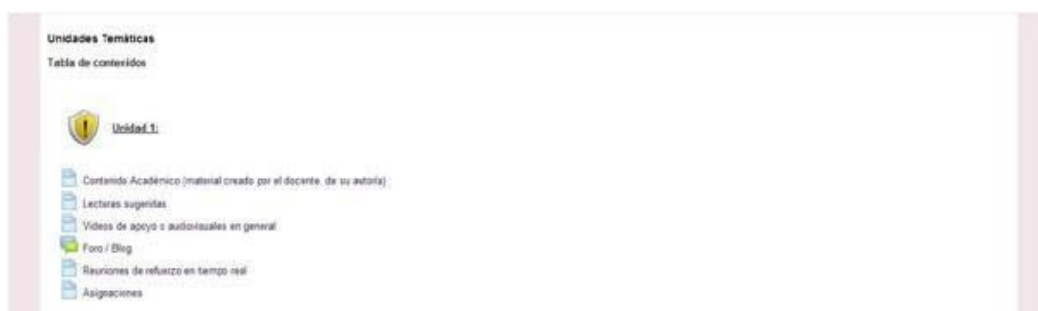 Unidades Temáticas
Tabla de contenidos
Unidad 1:
Contenido Académico (material creado por el docente, de su autoría)
Lecturas sugeridas
Videos de apoyo o audiovisuales en general
Foro / Blog
Reuniones de refuerzo en tiempo real
Asignaciones